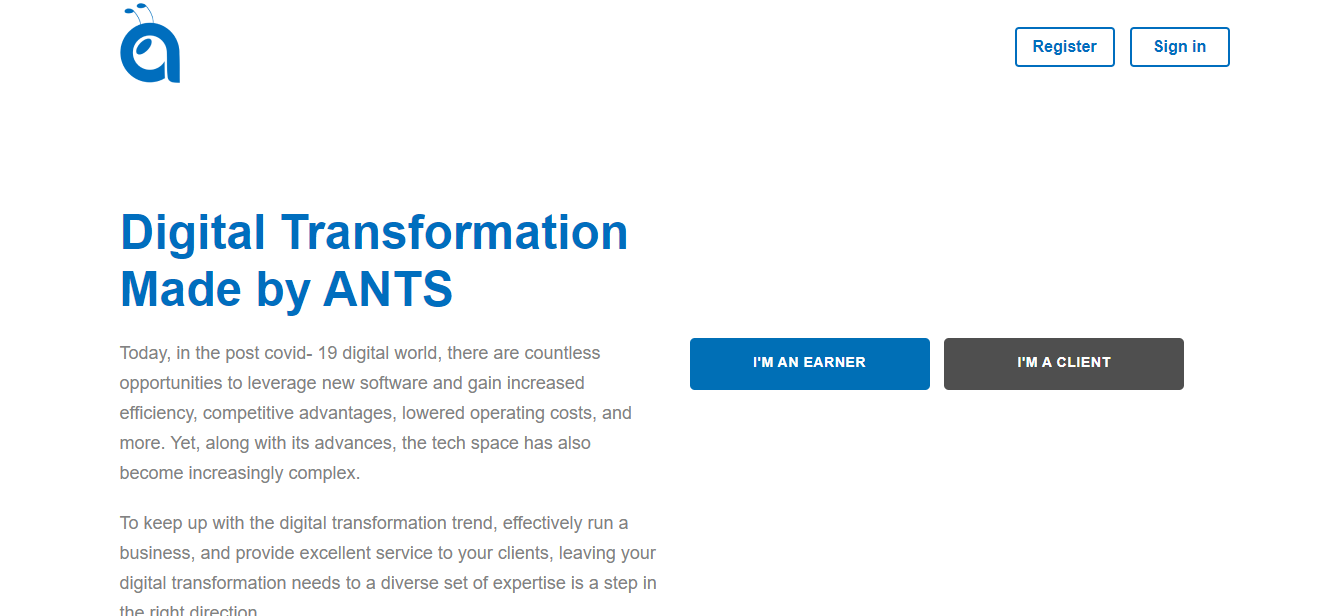 Register
Sign in
Digital Transformation
Made by ANTS
Today, in the post covid- 19 digital world, there are countless
opportunities to leverage new software and gain increased
efficiency, competitive advantages, lowered operating costs, and
more. Yet, along with its advances, the tech space has also
become increasingly complex.
To keep up with the digital transformation trend, effectively run a
business, and provide excellent service to your clients, leaving your
digital transformation needs to a diverse set of expertise is a step in
the right direction.
I'M AN EARNER
I'M A CLIENT